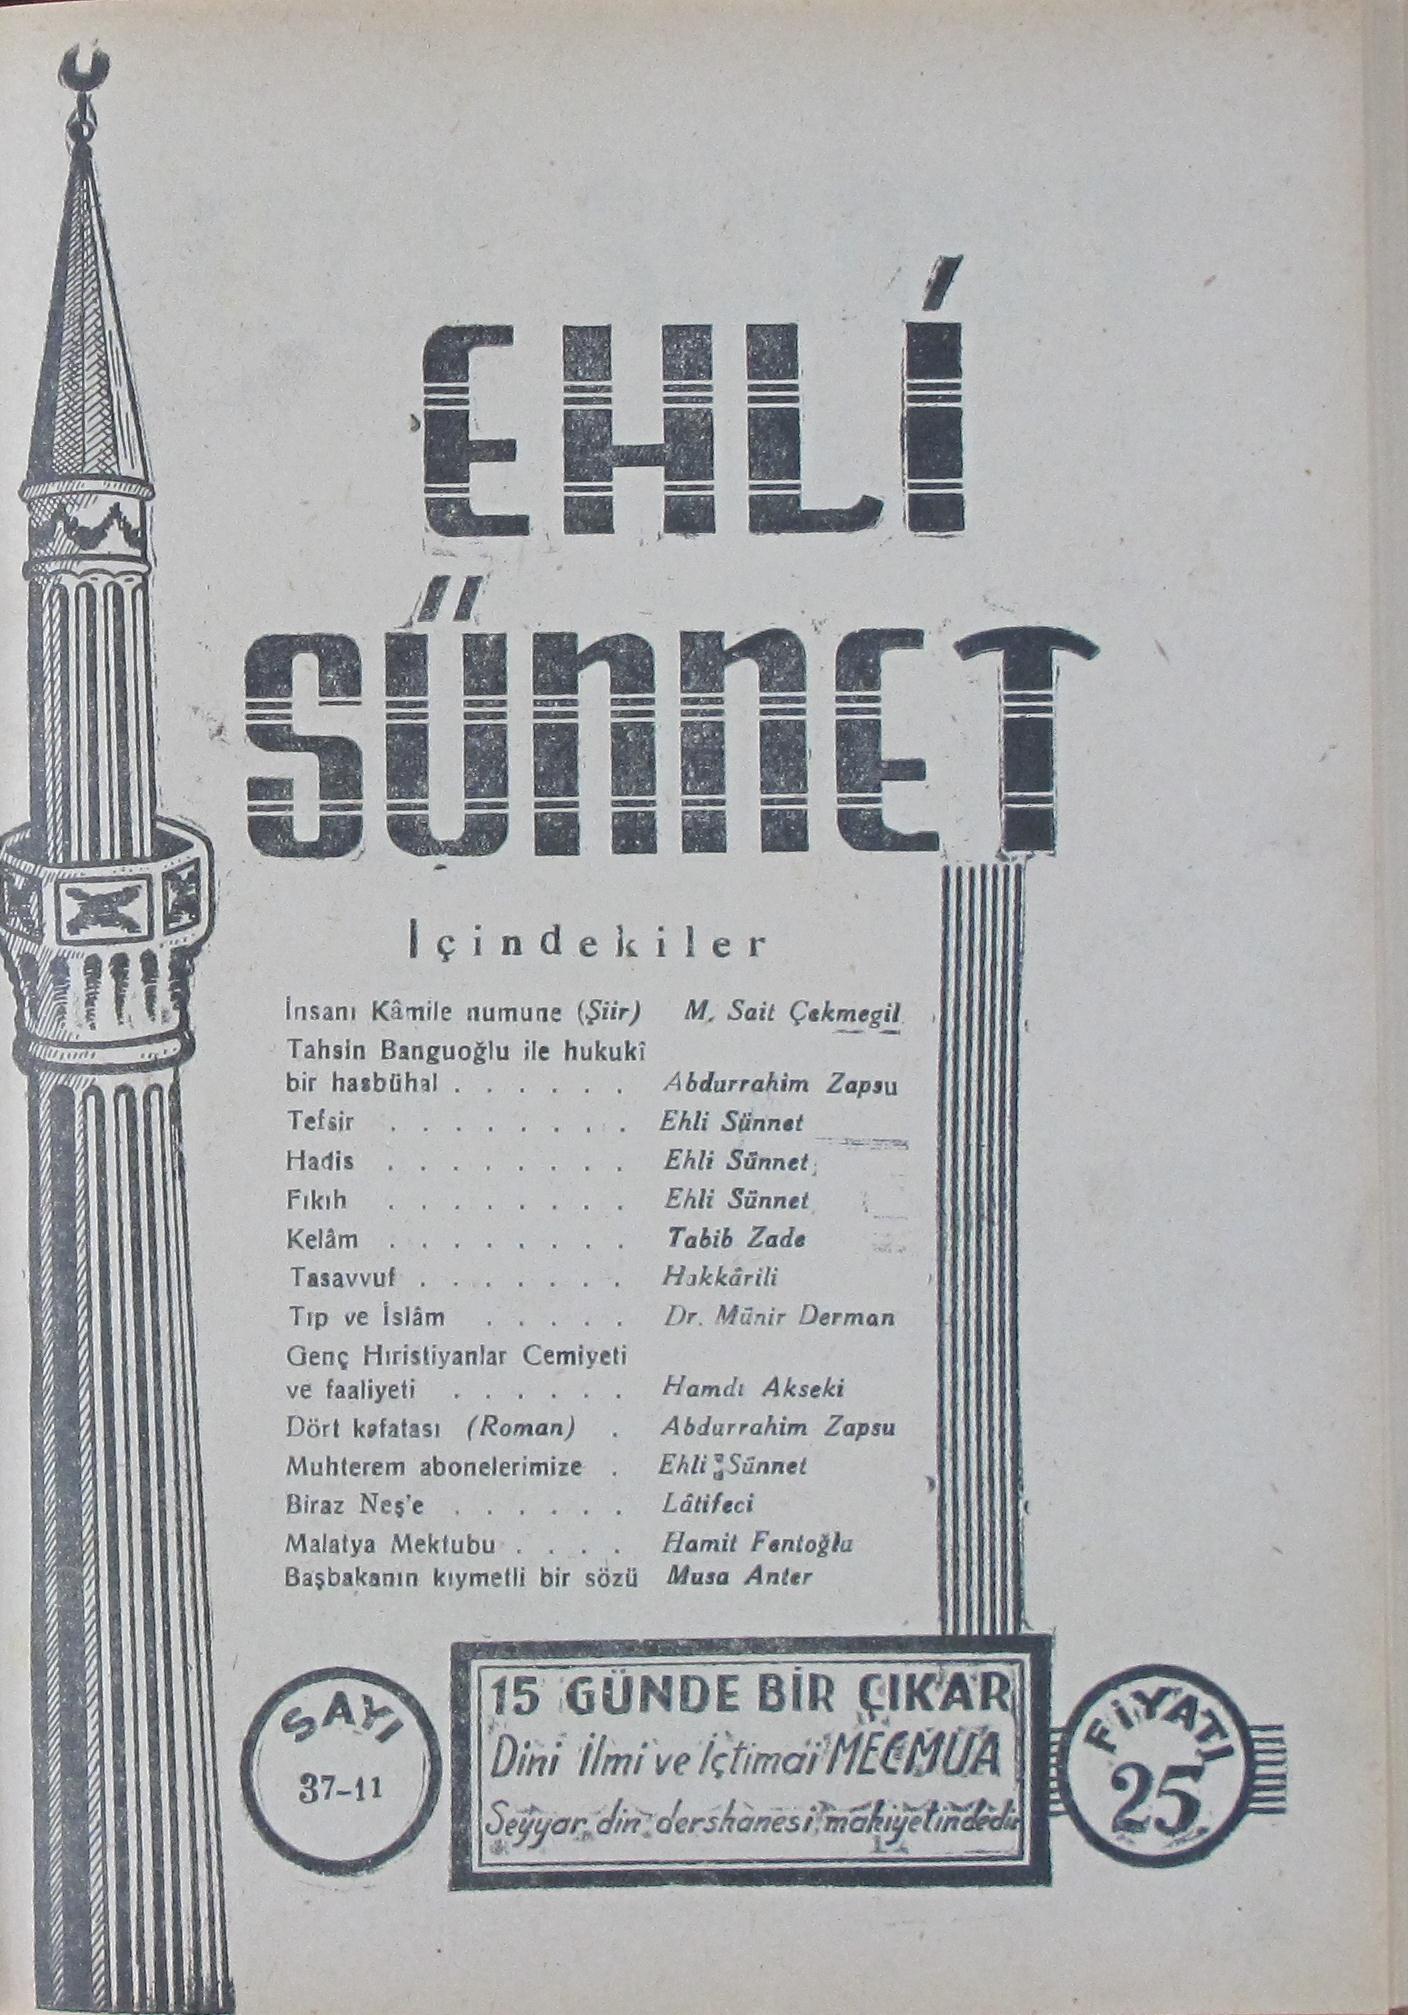 EHLİ
SÜNNET
İçindekiler
İnsanı Kâmile numune (Şiir) M. Sait Çekmegil
Tahsin Banguoğlu ile hukukî
bir hasbühal . . . . . . Abdurrahim Zapsu
Tefsir . . . . . . . . Ehli Sünnet
Hadis . . . . . . . . Ehli Sünnet
Fıkıh . . . . . . . . Ehli Sünnet
Kelâm . . . . . . . . Tabib Zade
Tasavvuf . . . . . . . Hakkârili
Tıp ve İslâm . . . . . Dr. Münir Derman
Genç Hıristiyanlar Cemiyeti
ve faaliyeti . . . . . . Hamdı Akseki
Dört kafatası (Roman) . Abdurrahim Zapsu
Muhterem abonelerimize . Ehli Sünnet
Biraz Neş'e . . . . . . Lâtifeci
Malatya Mektubu . . . . Hamit Fentoğlu
Başbakanın kıymetli bir sözü Musa Anter
SAYI
37-11
15 GÜNDE BİR ÇIKAR
Dini İlmi ve İçtimai MECMUA
Seyyar din dershanesi mahiyetindedir
FİYATI
25